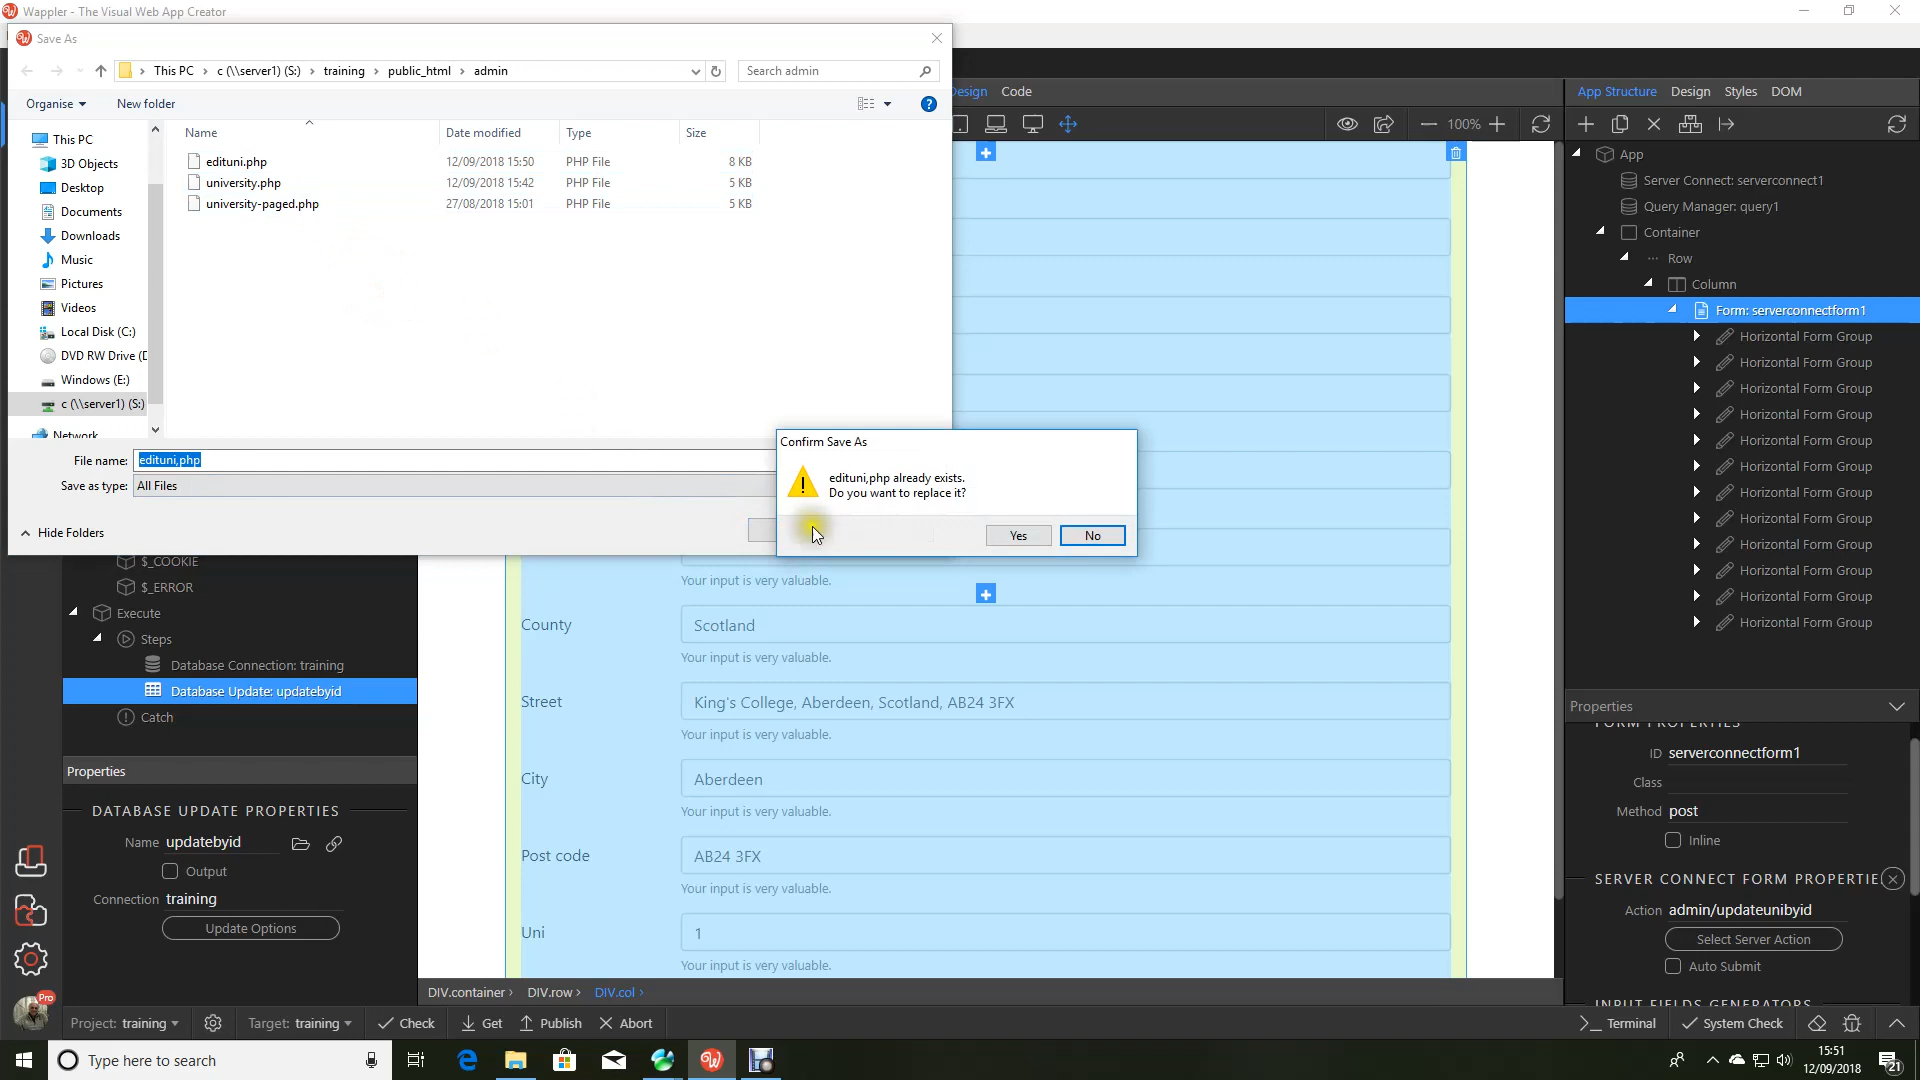 Wappler - The Visual Web App Creator
Save As
This PC
c (\\server1) (S:)
training
public_html
admin
Search admin
Organise
New folder
Name
Date modified
Type
Size
edituni.php
12/09/2018 15:50
PHP File
8 KB
university.php
12/09/2018 15:42
PHP File
5 KB
university-paged.php
27/08/2018 15:01
PHP File
5 KB
This PC
3D Objects
Desktop
Documents
Downloads
Music
Pictures
Videos
Local Disk (C:)
DVD RW Drive (D
Windows (E:)
c (\\server1) (S:)
Network
File name:
edituni,php
Save as type:
All Files
Hide Folders
Confirm Save As
edituni,php already exists.
Do you want to replace it?
Yes
No
Design
Code
100%
App Structure
Design
Styles
DOM
App
Server Connect: serverconnect1
Query Manager: query1
Container
Row
Column
Form: serverconnectform1
Horizontal Form Group
Horizontal Form Group
Horizontal Form Group
Horizontal Form Group
Horizontal Form Group
Horizontal Form Group
Horizontal Form Group
Horizontal Form Group
Horizontal Form Group
Horizontal Form Group
Horizontal Form Group
Horizontal Form Group
$_COOKIE
$_ERROR
Execute
Steps
Database Connection: training
Database Update: updatebyid
Catch
Properties
DATABASE UPDATE PROPERTIES
Name
updatebyid
Output
Connection
training
Update Options
Your input is very valuable.
County
Scotland
Your input is very valuable.
Street
King's College, Aberdeen, Scotland, AB24 3FX
Your input is very valuable.
City
Aberdeen
Your input is very valuable.
Post code
AB24 3FX
Your input is very valuable.
Uni
1
Your input is very valuable.
DIV.container
DIV.row
DIV.col
Properties
FORM PROPERTIES
ID
serverconnectform1
Class
Method
post
Inline
SERVER CONNECT FORM PROPERTIE
Action
admin/updateunibyid
Select Server Action
Auto Submit
INPUT FIELDS GENERATORS
Pro
Project: training
Target: training
Check
Get
Publish
Abort
Terminal
System Check
Type here to search
15:51
12/09/2018
21